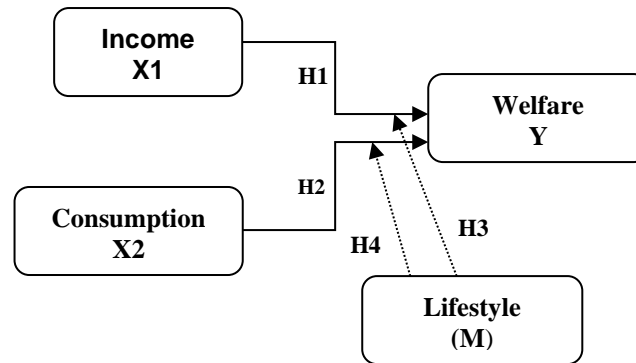 Income
X1
H1
Welfare
Y
H2
Consumption
X2
H4
H3
Lifestyle
(M)